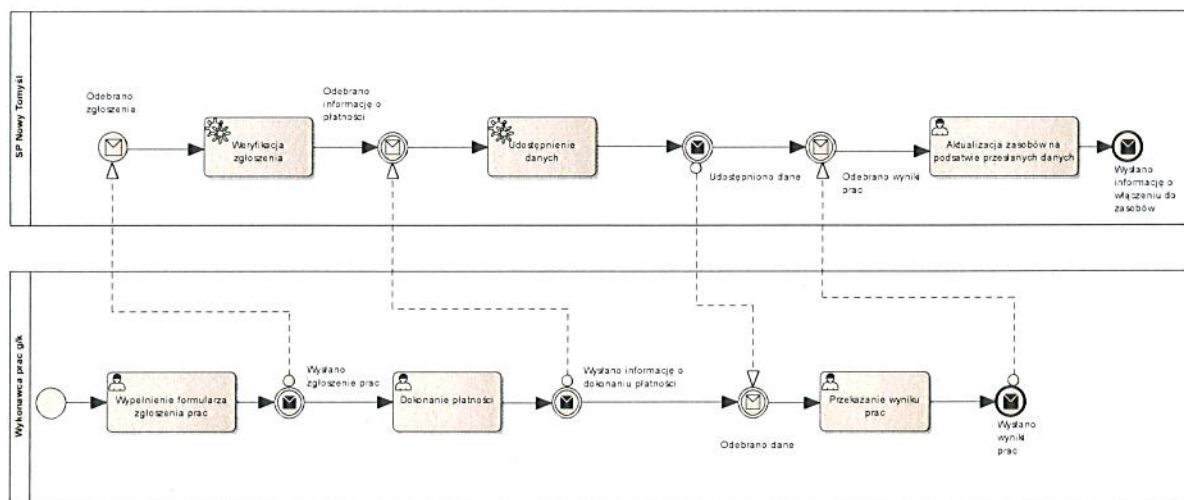 SP Nowy Tomyśl
Odebrano
zgłoszenia.
Weryfikacja
zgłoszenia
Odebrano
informację o
płatności
Udostępnienie
danych
Udostępniono dane
Odebrano wyniki
prac
Aktualizacja zasobów na
podsatwie przesłanych danych
Wysłano
informację o
włączeniu do
zasobów
Wykonawca prac g/k
Wypełnienie formularza
zgłoszenia prac
Wysłano
zgłoszenie prac
Dokonanie płatności
Wysłano informację o
dokonaniu płatności
Odebrano dane
Przekazanie wyniku
prac
Wysłano
wyniki
prac